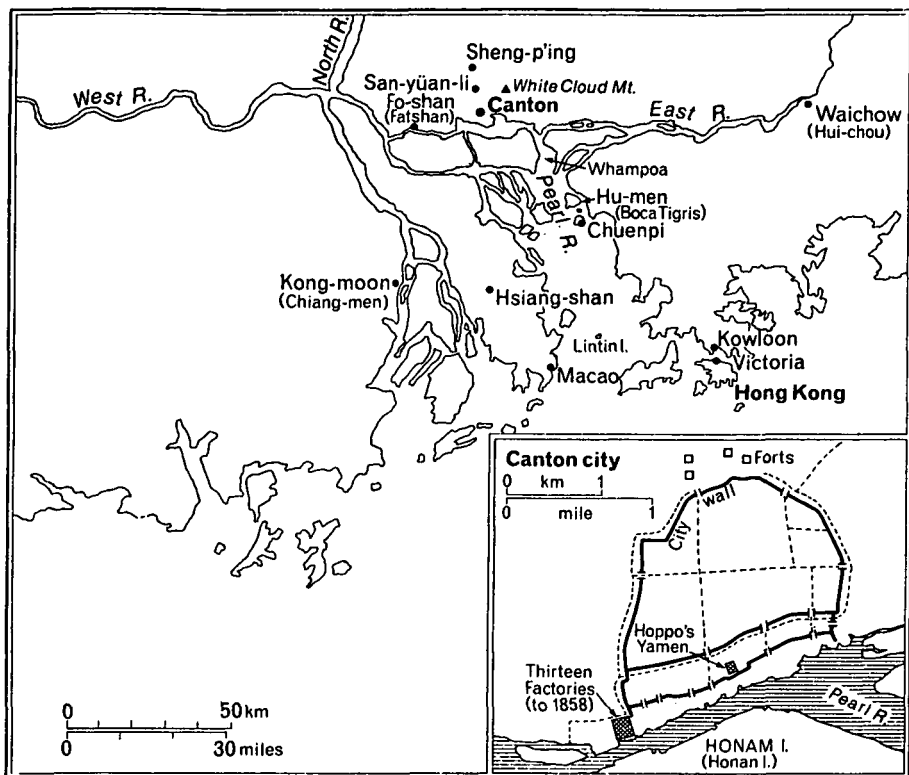 Sheng-p'ing
North R.
San-yüan-li
White Cloud Mt.
West R.
Fo-shan
(Fatshan)
Canton
East R.
Waichow
(Hui-chou)
Whampoa
Pearl R.
Hu-men
(Boca Tigris)
Chuenpi
Kong-moon
(Chiang-men)
Hsiang-shan
Lintin I.
Kowloon
Victoria
Macao
Hong Kong
0 50 km
0 30 miles
Canton city
0 km 1
0 mile 1
Forts
City wall
Hoppo's
Yamen
Thirteen
Factories
(to 1858)
Pearl R.
HONAM I.
(Honan I.)